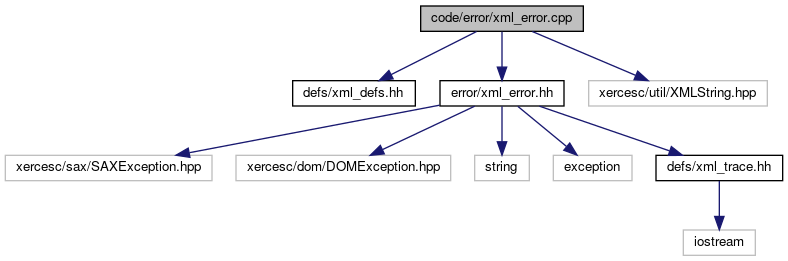 code/error/xml_error.cpp
defs/xml_defs.hh
error/xml_error.hh
xercesc/util/XMLString.hpp
xercesc/sax/SAXException.hpp
xercesc/dom/DOMException.hpp
string
exception
defs/xml_trace.hh
iostream